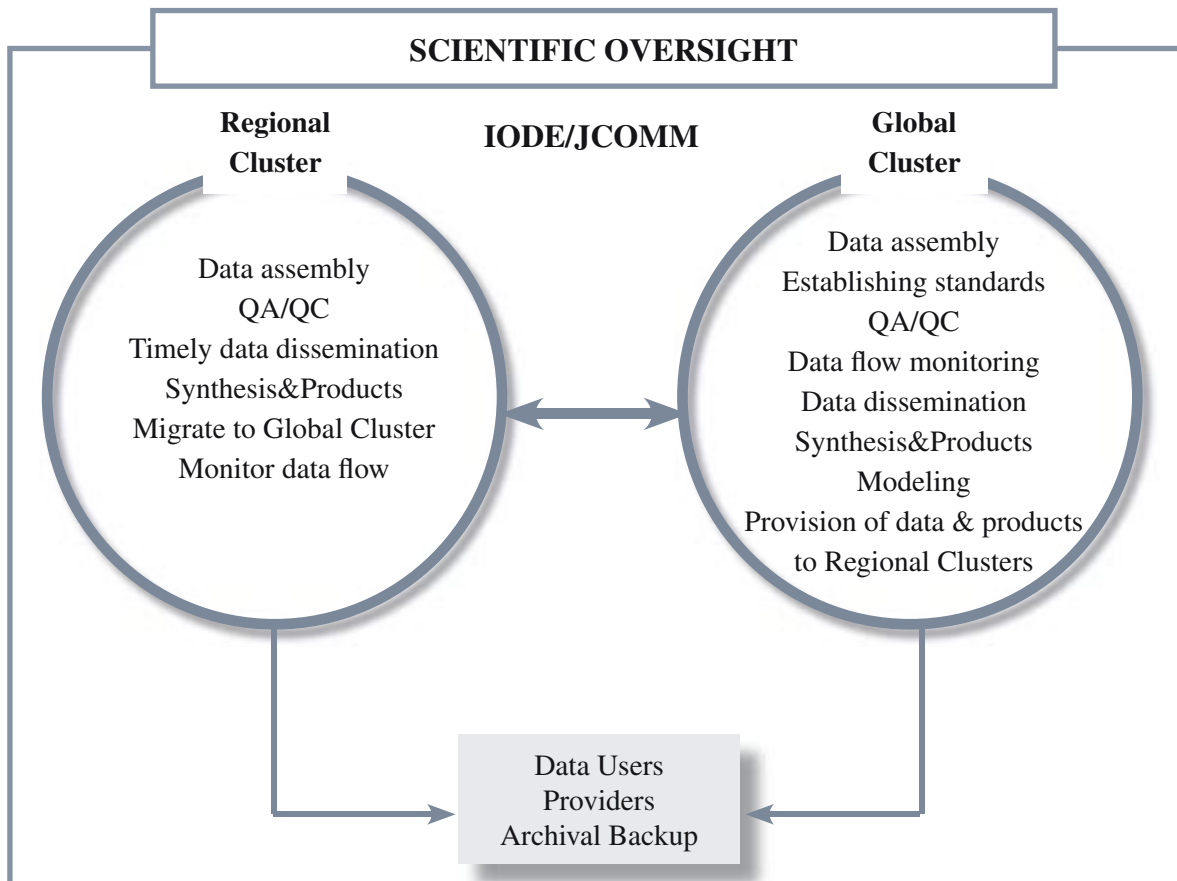 SCIENTIFIC OVERSIGHT
Regional
Cluster
IODE/JCOMM
Global
Cluster
Data assembly
QA/QC
Timely data dissemination
Synthesis&Products
Migrate to Global Cluster
Monitor data flow
Data assembly
Establishing standards
QA/QC
Data flow monitoring
Data dissemination
Synthesis&Products
Modeling
Provision of data & products
to Regional Clusters
Data Users
Providers
Archival Backup